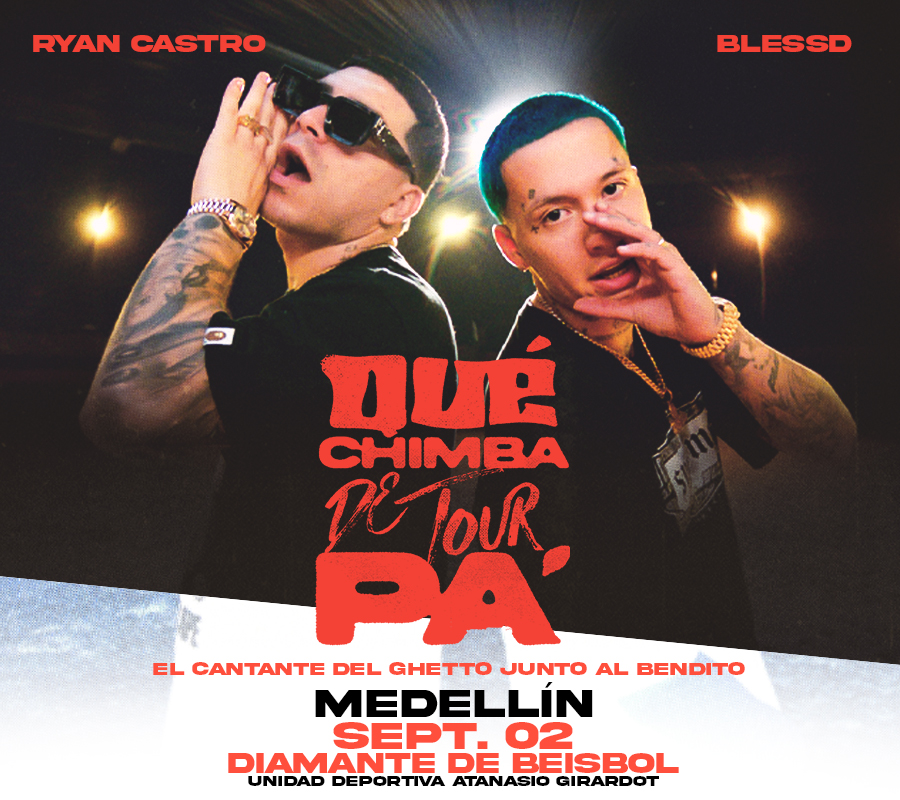 RYAN CASTRO
BLESSD
QUÉ
CHIMBA
DE TOUR
PA'
EL CANTANTE DEL GHETTO JUNTO AL BENDITO
MEDELLÍN
SEPT. 02
DIAMANTE DE BEISBOL
UNIDAD DEPORTIVA ATANASIO GIRARDOT